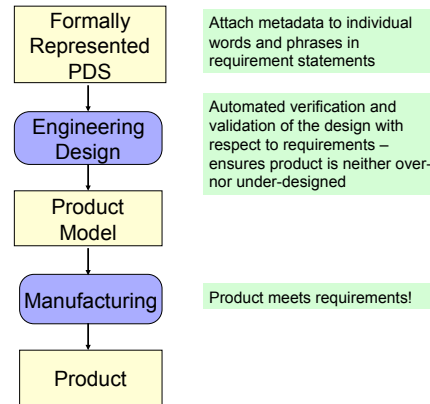 Formally
Represented
PDS
Attach metadata to individual
words and phrases in
requirement statements
Engineering
Design
Automated verification and
validation of the design with
respect to requirements –
ensures product is neither over-
nor under-designed
Product
Model
Manufacturing
Product meets requirements!
Product